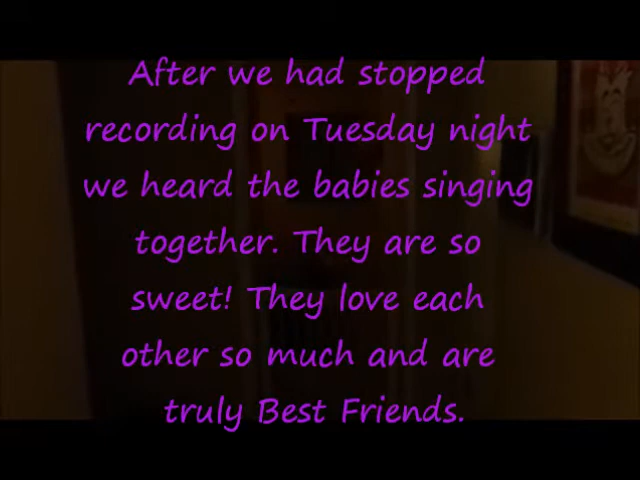 After we had stopped
recording on Tuesday night
we heard the babies singing
together. They are so
sweet! They love each
other so much and are
truly Best Friends.